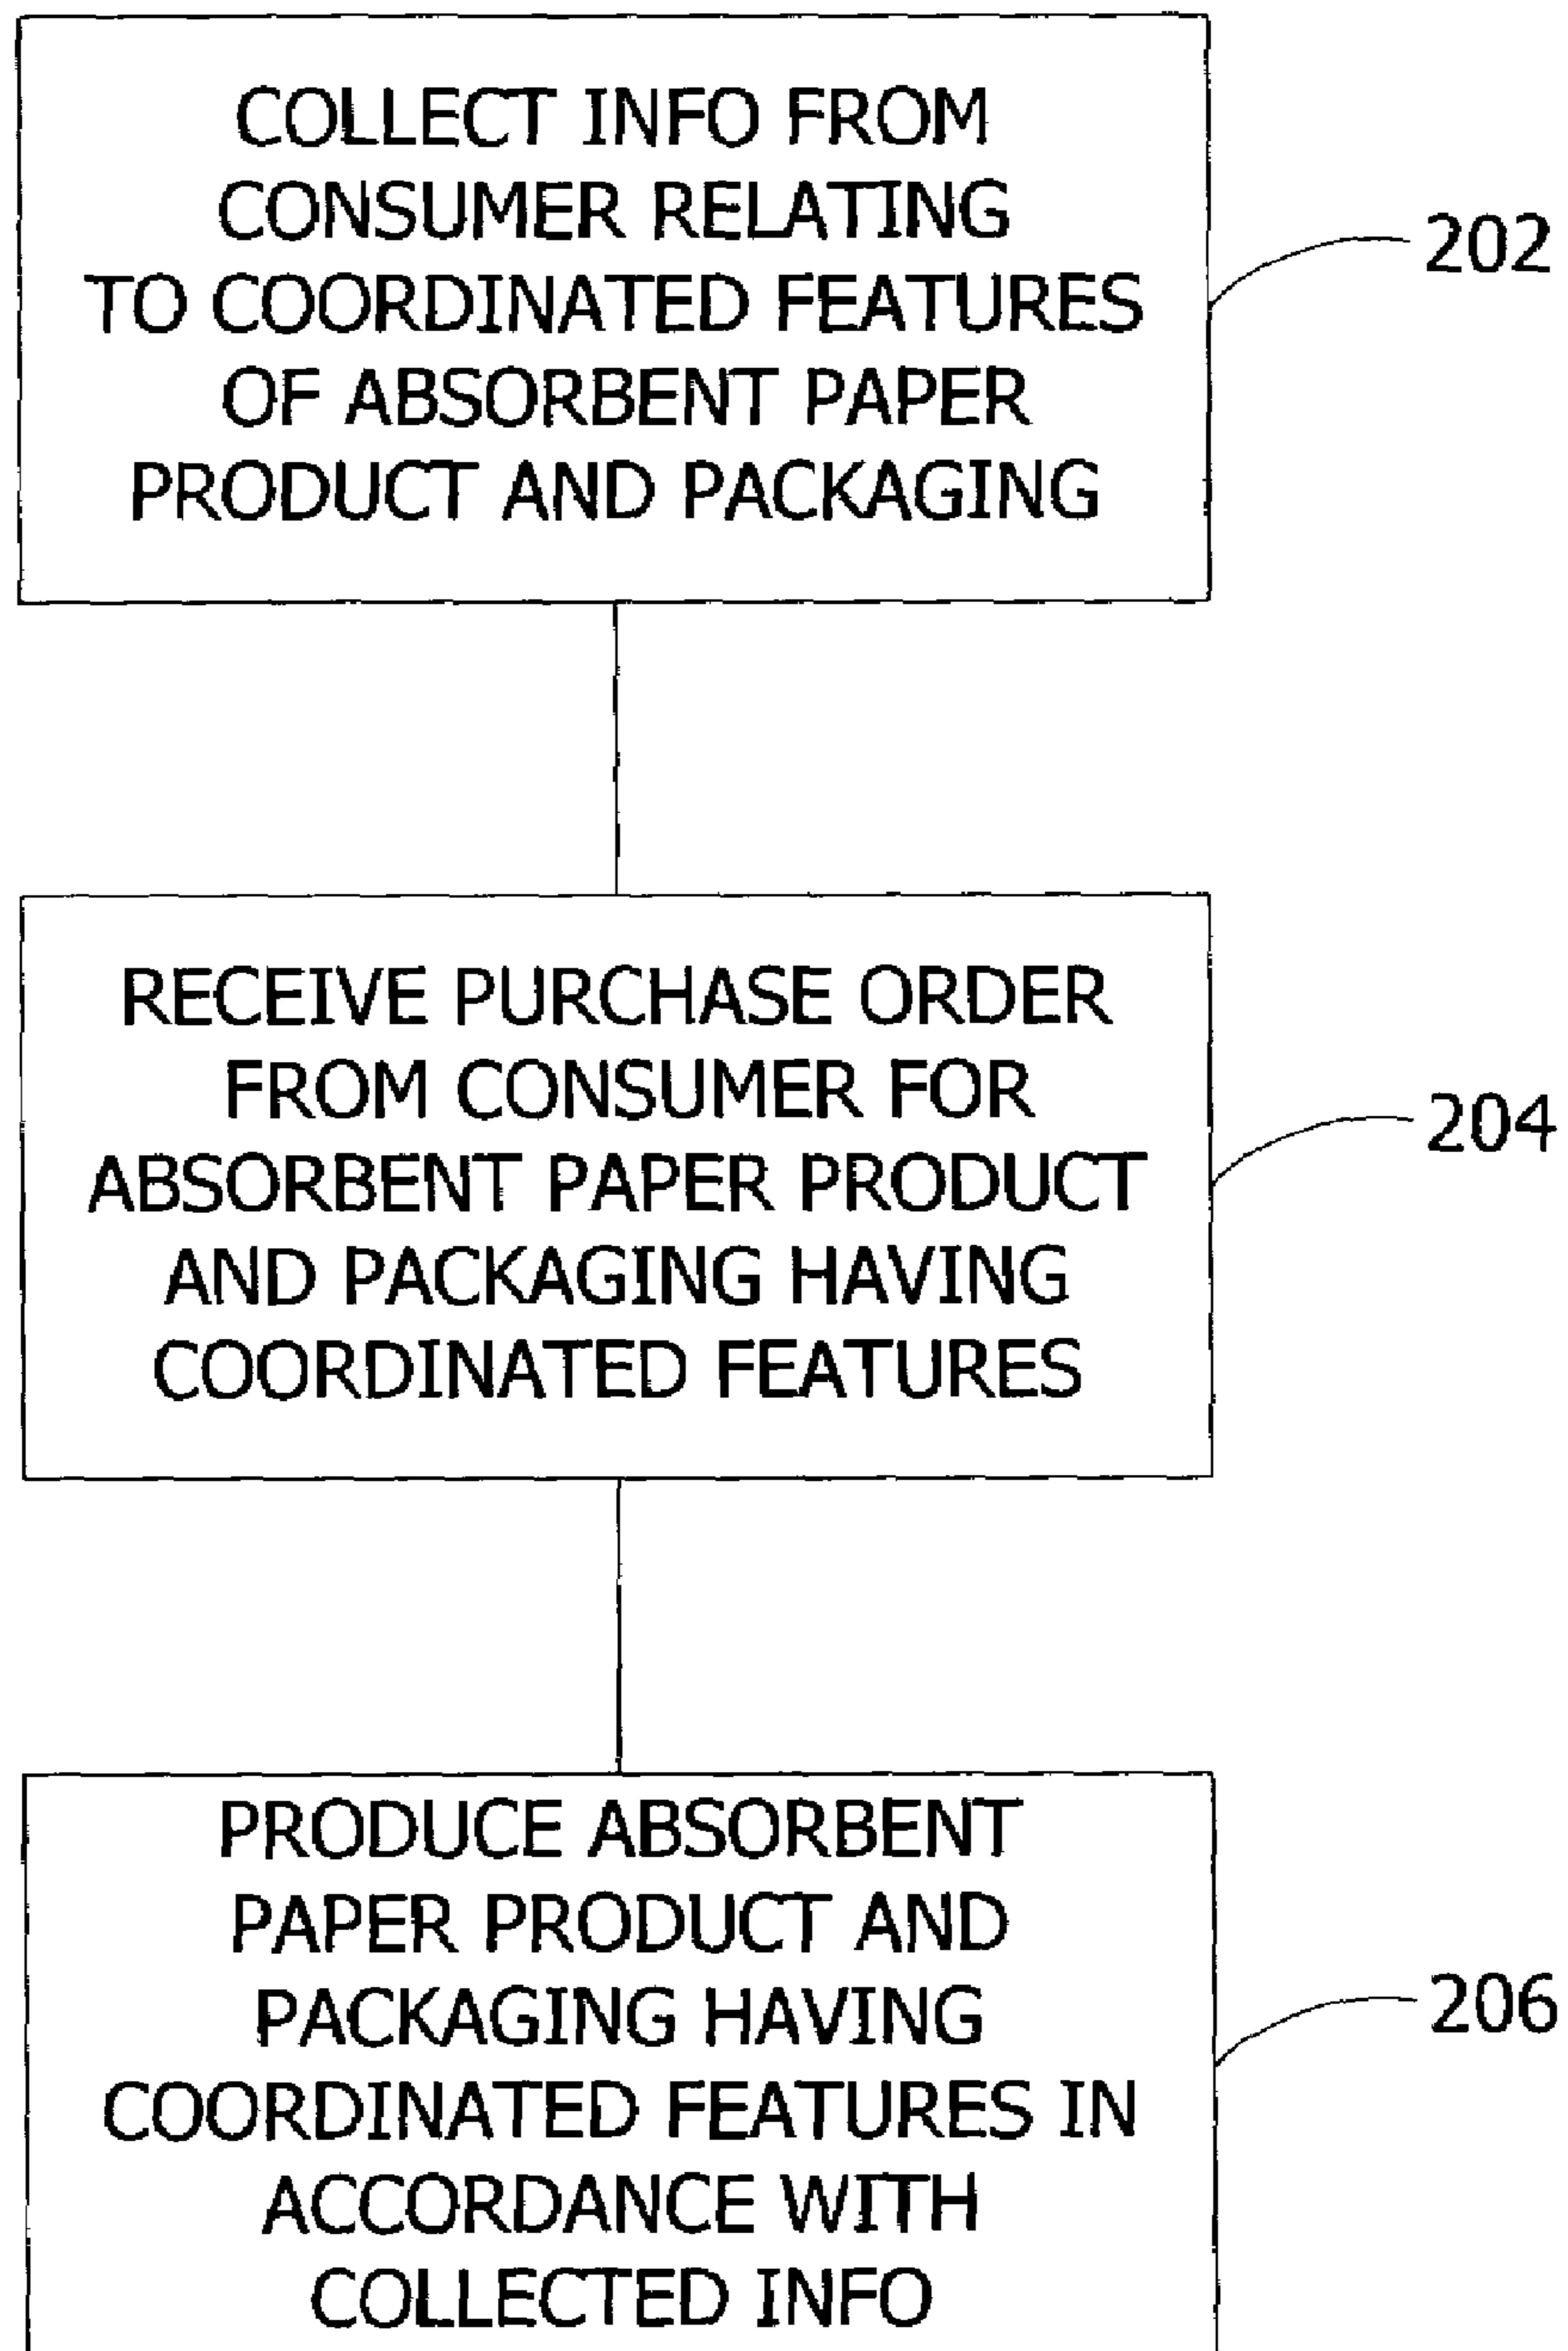 COLLECT INFO FROM
CONSUMER RELATING
TO COORDINATED FEATURES
OF ABSORBENT PAPER
PRODUCT AND PACKAGING
202
RECEIVE PURCHASE ORDER
FROM CONSUMER FOR
ABSORBENT PAPER PRODUCT
AND PACKAGING HAVING
COORDINATED FEATURES
204
PRODUCE ABSORBENT
PAPER PRODUCT AND
PACKAGING HAVING
COORDINATED FEATURES IN
ACCORDANCE WITH
COLLECTED INFO
206